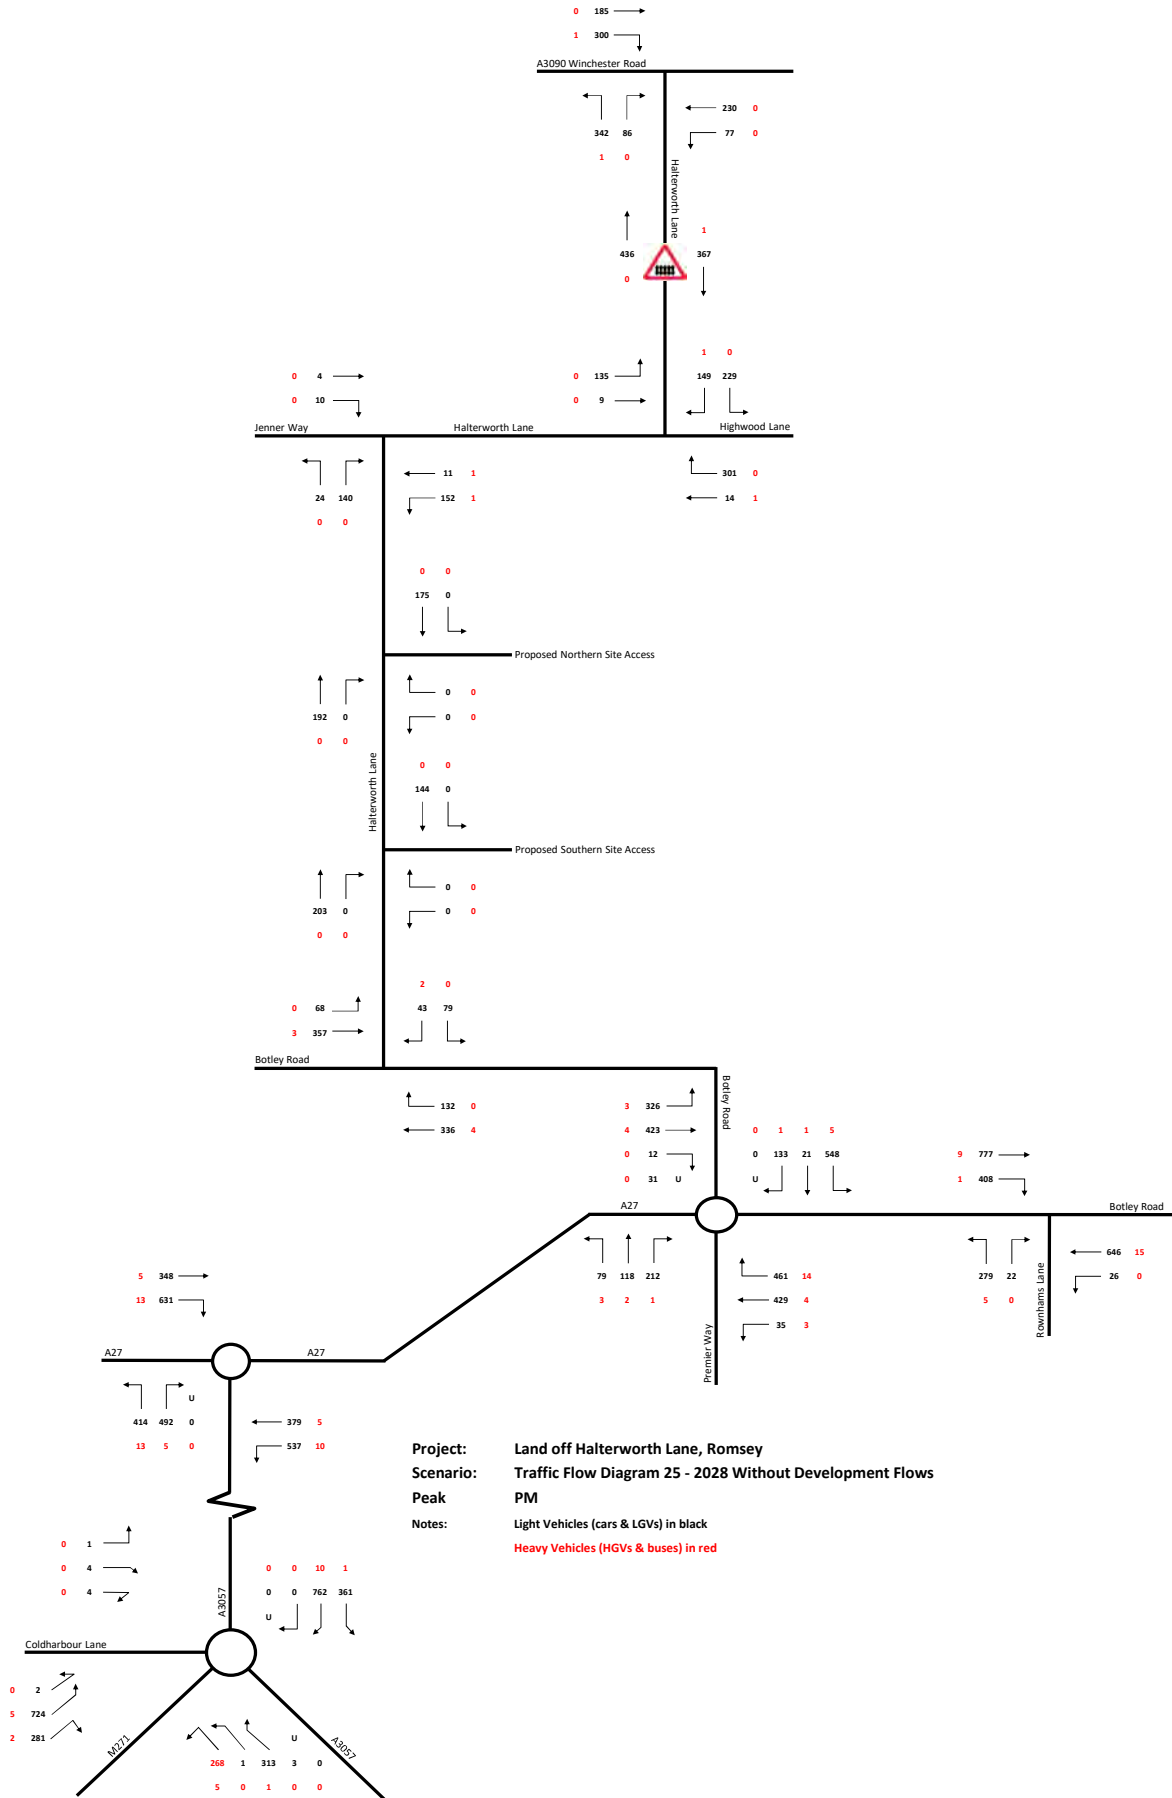 0 185
1 300
A3090 Winchester Road
230 0
342 86
77 0
1 0
Halterworth Lane
1
436
367
0
1 0
0 4
0 135
149 229
0 10
0 9
Jenner Way
Halterworth Lane
Highwood Lane
11 1
301 0
24 140
152 1
14 1
0 0
0 0
175 0
Proposed Northern Site Access
0 0
192 0
0 0
0 0
Halterworth Lane
0 0
144 0
Proposed Southern Site Access
0 0
203 0
0 0
0 0
2 0
0 68
43 79
3 357
Botley Road
Botley Road
132 0
3 326
336 4
4 423
0 1 1 5
0 12
0 133 21 548
9 777
0 31 U
U
1 408
A27
Botley Road
646 15
79 118 212
461 14
279 22
26 0
3 2 1
429 4
5 0
35 3
Premier Way
Rownhams Lane
5 348
13 631
A27
A27
U
414 492 0
379 5
13 5 0
537 10
Project: Land off Halterworth Lane, Romsey
Scenario: Traffic Flow Diagram 25 - 2028 Without Development Flows
Peak PM
Notes: Light Vehicles (cars & LGVs) in black
Heavy Vehicles (HGVs & buses) in red
0 1
0 4
0 0 10 1
0 4
0 0 762 361
U
A3057
Coldharbour Lane
0 2
5 724
2 281
M271
A3057
U
268 1 313 3 0
5 0 1 0 0